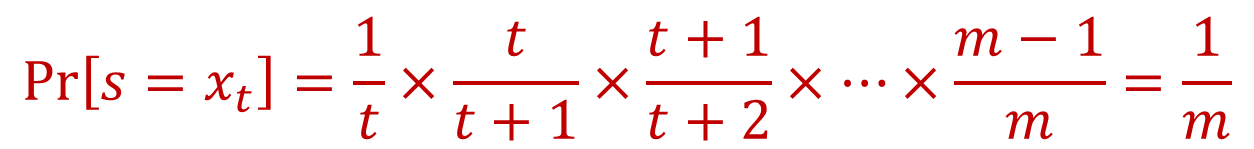 Pr[s = x_t] = 1/t × t/(t + 1) × (t + 1)/(t + 2) × ⋯ × (m − 1)/m = 1/m